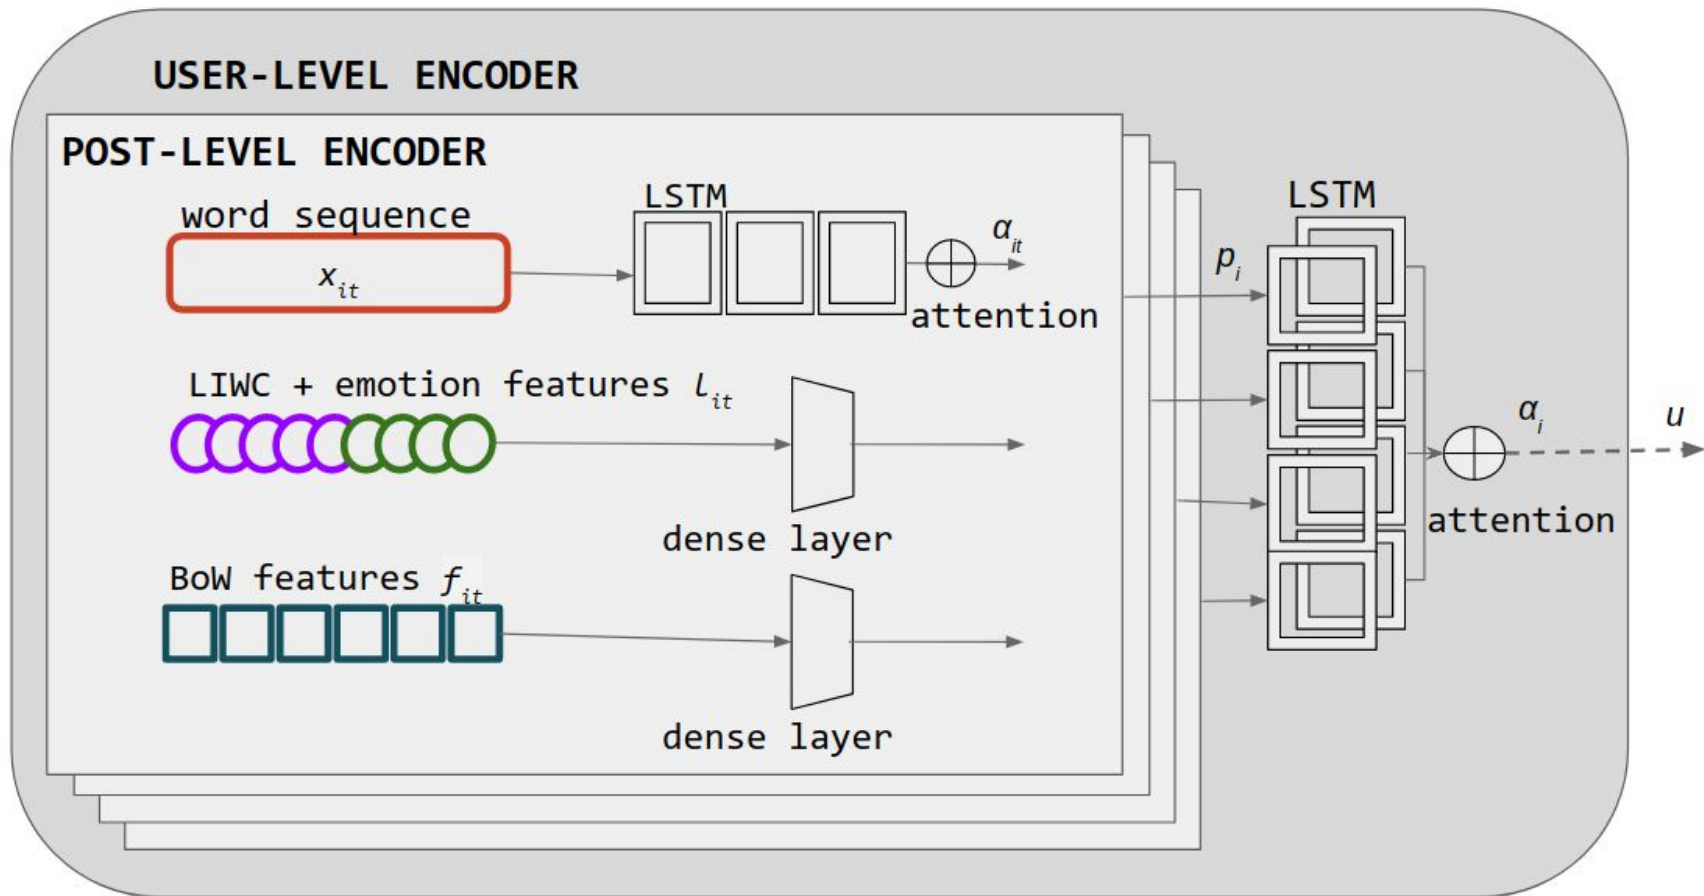 USER-LEVEL ENCODER
POST-LEVEL ENCODER
word sequence
x_it
LSTM
α_it
attention
LIWC + emotion features l_it
dense layer
BoW features f_it
dense layer
p_i
LSTM
α_i
attention
u